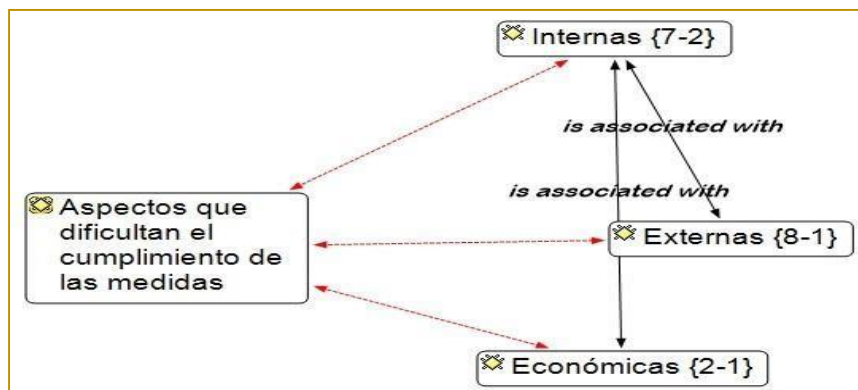 Internas {7-2}
is associated with
is associated with
Aspectos que
dificultan el
cumplimiento de
las medidas
Externas {8-1}
Económicas {2-1}